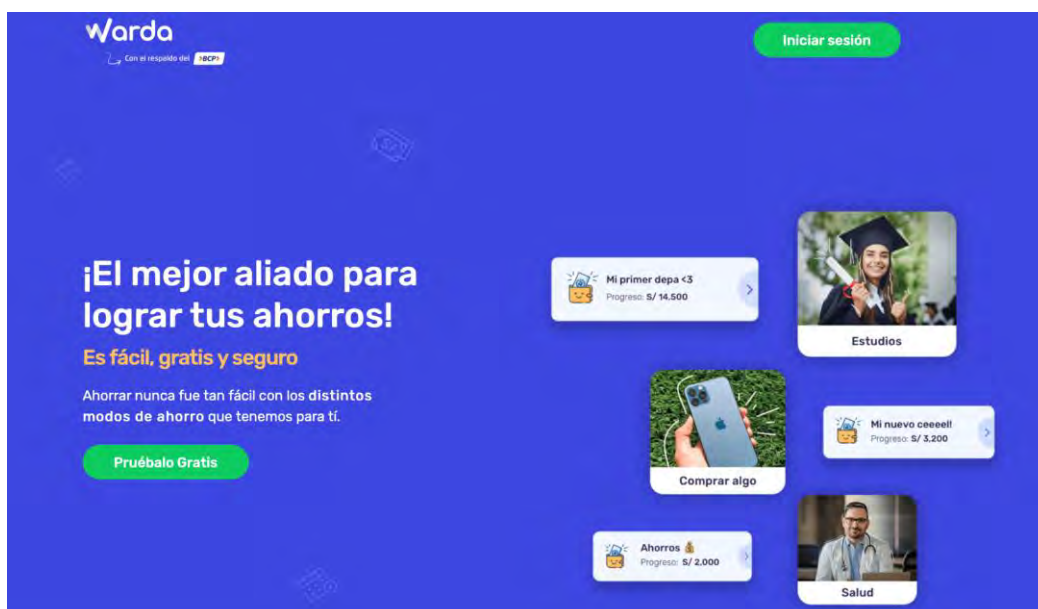 Warda
Con el respaldo del >BCP>
Iniciar sesión
¡El mejor aliado para
lograr tus ahorros!
Es fácil, gratis y seguro
Ahorrar nunca fue tan fácil con los distintos
modos de ahorro que tenemos para tí.
Pruébalo Gratis
Mi primer depa <3
Progreso: S/ 14,500
Estudios
Comprar algo
Mi nuevo ceeeel!
Progreso: S/ 3,200
Ahorros 💰
Progreso: S/ 2,000
Salud